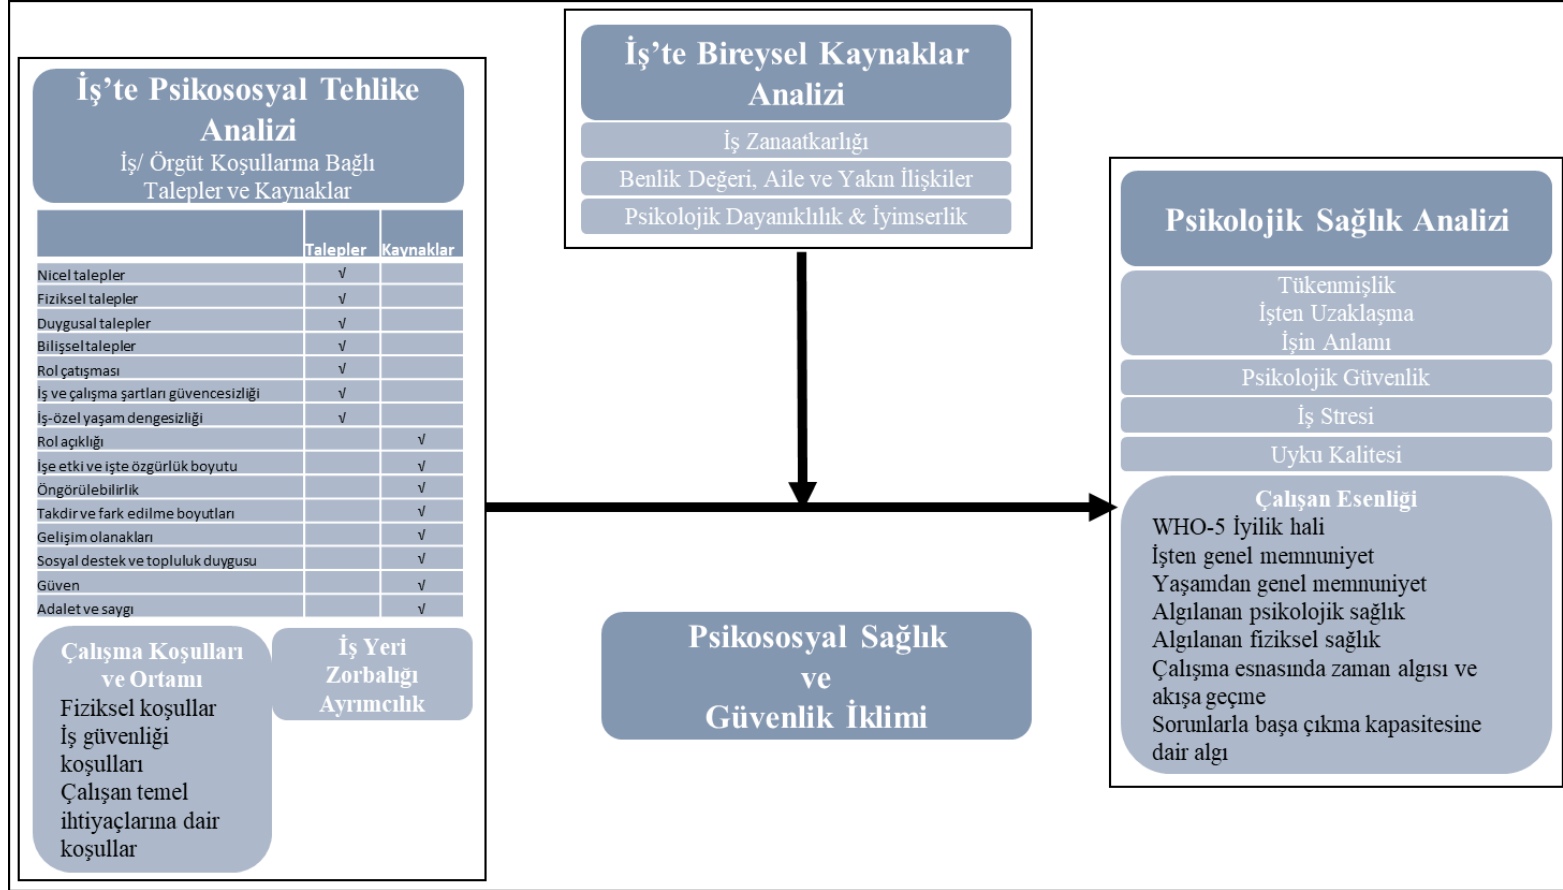 İş’te Psikososyal Tehlike
Analizi
İş/ Örgüt Koşullarına Bağlı
Talepler ve Kaynaklar
Talepler Kaynaklar
Nicel talepler √
Fiziksel talepler √
Duygusal talepler √
Bilişsel talepler √
Rol çatışması √
İş ve çalışma şartları güvencesizliği √
İş-özel yaşam dengesizliği √
Rol açıklığı √
İşe etki ve işte özgürlük boyutu √
Öngörülebilirlik √
Takdir ve fark edilme boyutları √
Gelişim olanakları √
Sosyal destek ve topluluk duygusu √
Güven √
Adalet ve saygı √
Çalışma Koşulları
ve Ortamı
Fiziksel koşullar
İş güvenliği
koşulları
Çalışan temel
ihtiyaçlarına dair
koşullar
İş Yeri
Zorbalığı
Ayrımcılık
İş’te Bireysel Kaynaklar
Analizi
İş Zanaatkarlığı
Benlik Değeri, Aile ve Yakın İlişkiler
Psikolojik Dayanıklılık & İyimserlik
Psikososyal Sağlık
ve
Güvenlik İklimi
Psikolojik Sağlık Analizi
Tükenmişlik
İşten Uzaklaşma
İşin Anlamı
Psikolojik Güvenlik
İş Stresi
Uyku Kalitesi
Çalışan Esenliği
WHO-5 İyilik hali
İşten genel memnuniyet
Yaşamdan genel memnuniyet
Algılanan psikolojik sağlık
Algılanan fiziksel sağlık
Çalışma esnasında zaman algısı ve
akışa geçme
Sorunlarla başa çıkma kapasitesine
dair algı